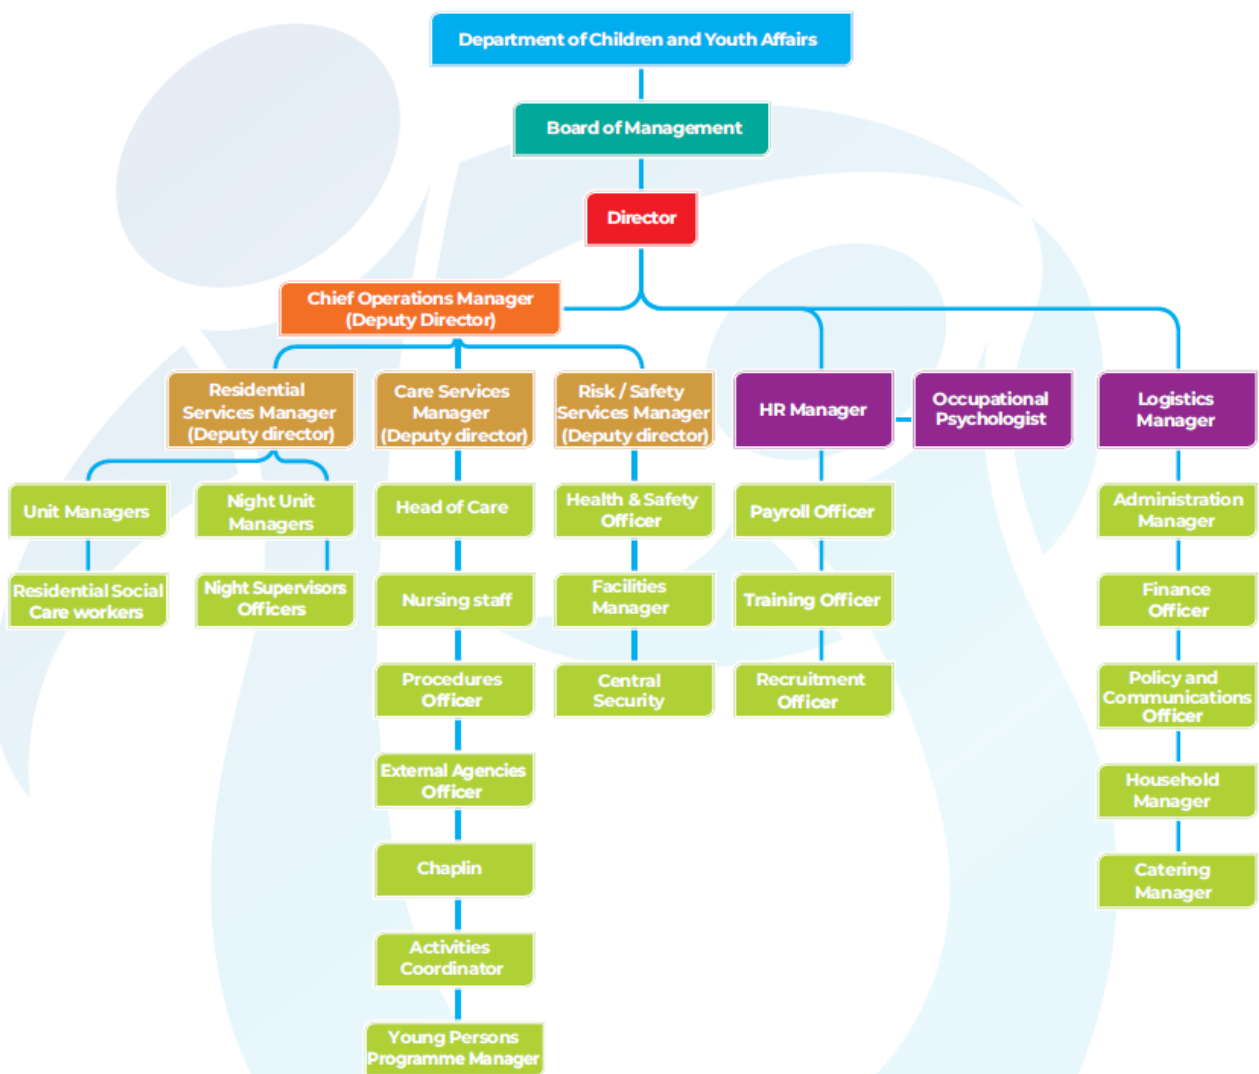 Department of Children and Youth Affairs
Board of Management
Director
Chief Operations Manager
(Deputy Director)
Residential
Services Manager
(Deputy director)
Care Services
Manager
(Deputy director)
Risk / Safety
Services Manager
(Deputy director)
HR Manager
Occupational
Psychologist
Logistics
Manager
Unit Managers
Night Unit
Managers
Head of Care
Health & Safety
Officer
Payroll Officer
Administration
Manager
Residential Social
Care workers
Night Supervisors
Officers
Nursing staff
Facilities
Manager
Training Officer
Finance
Officer
Procedures
Officer
Central
Security
Recruitment
Officer
Policy and
Communications
Officer
External Agencies
Officer
Household
Manager
Chaplin
Catering
Manager
Activities
Coordinator
Young Persons
Programme Manager